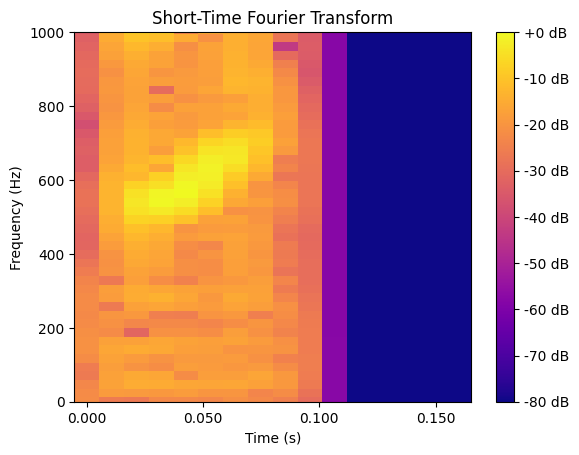 Short-Time Fourier Transform
1000
800
600
400
200
0
Frequency (Hz)
0.000
0.050
0.100
0.150
Time (s)
+0 dB
-10 dB
-20 dB
-30 dB
-40 dB
-50 dB
-60 dB
-70 dB
-80 dB